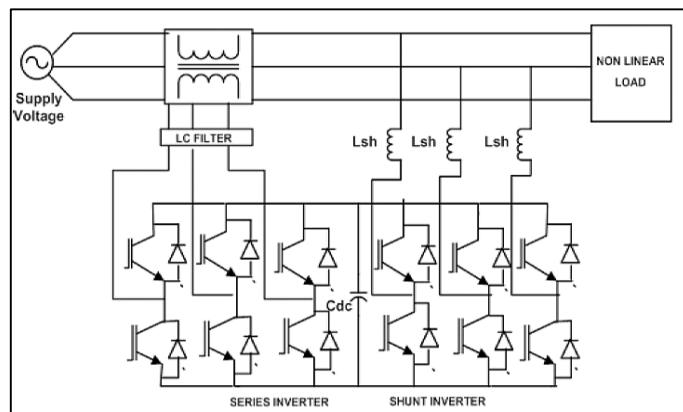 NON LINEAR
LOAD
Supply
Voltage
LC FILTER
Lsh
Lsh
Lsh
Cdc
SERIES INVERTER
SHUNT INVERTER